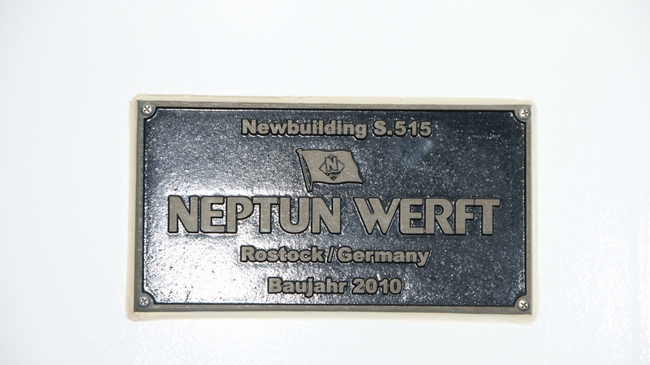 Newbuilding S.515
N
NEPTUN WERFT
Rostock/Germany
Baujahr 2010